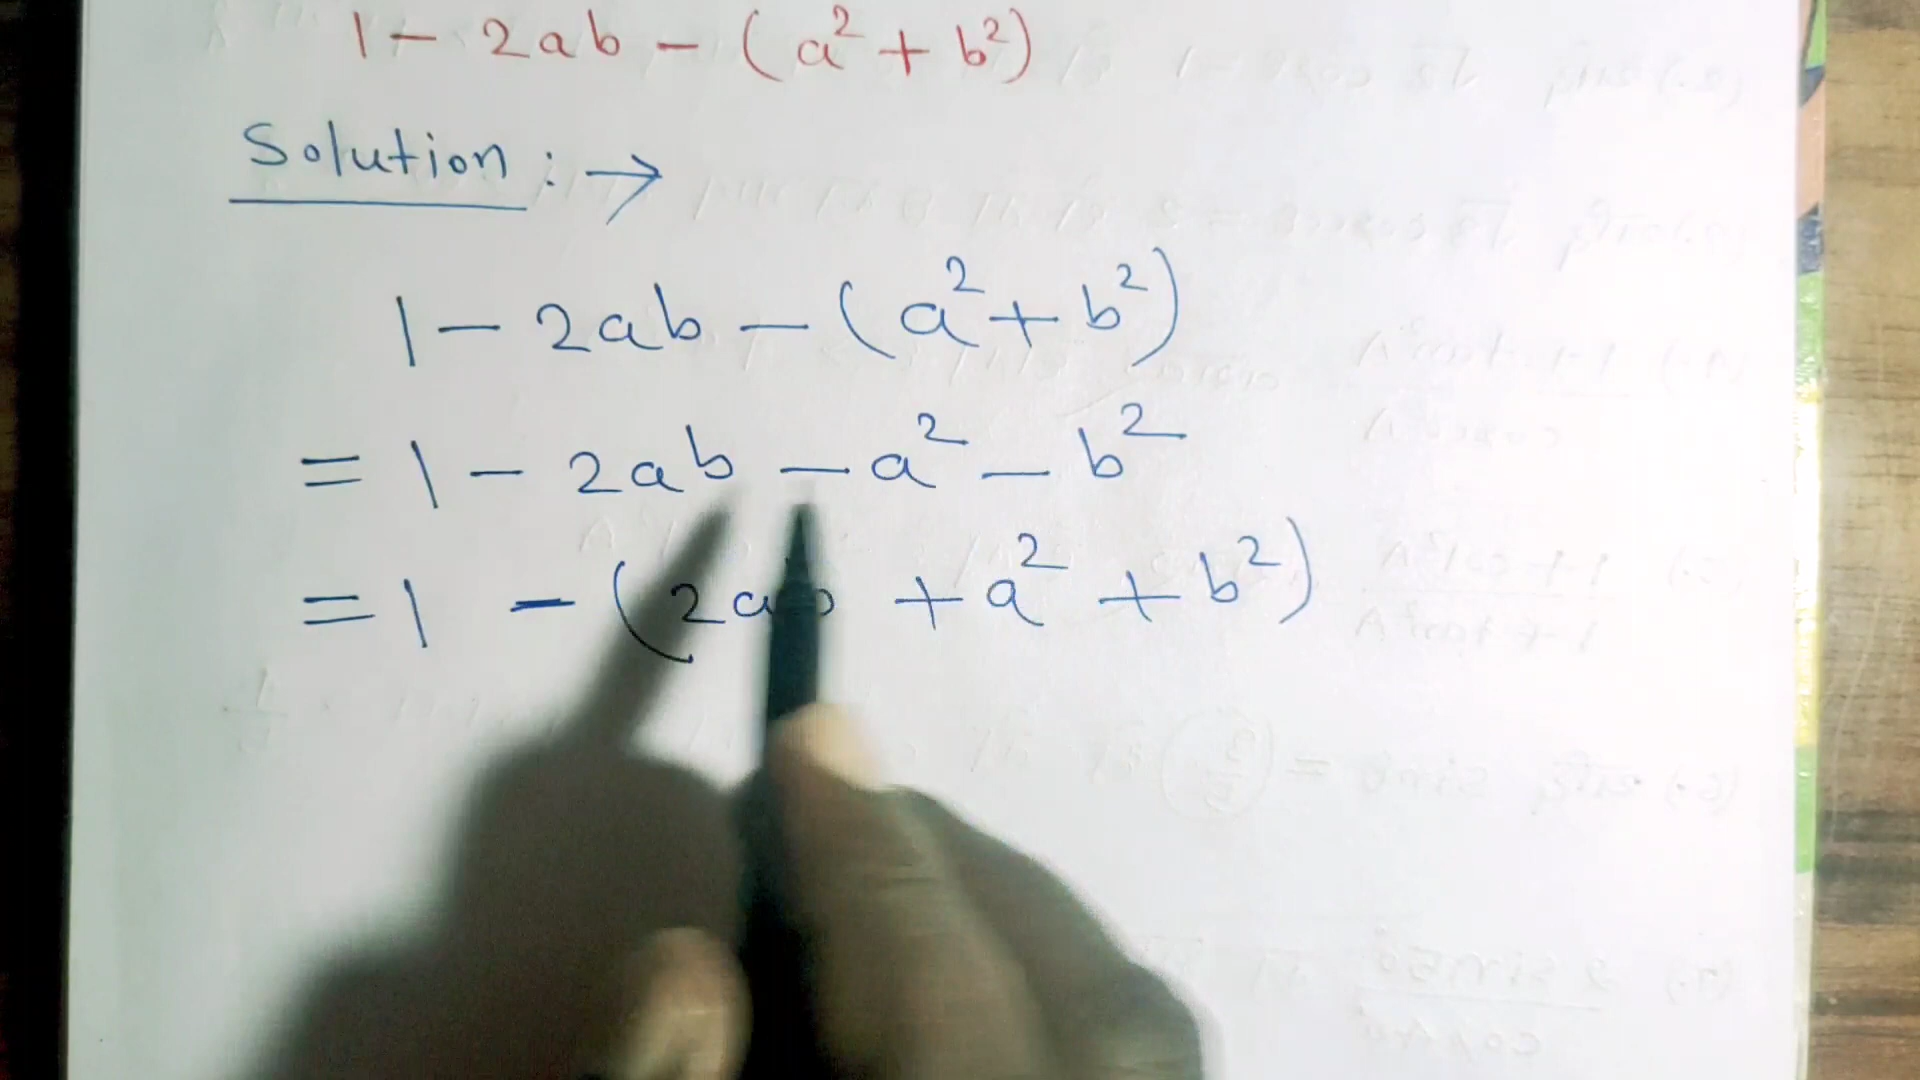 1 - 2ab - (a² + b²)
Solution : →
1 - 2ab - (a² + b²)
= 1 - 2ab - a² - b²
= 1 - (2ab + a² + b²)